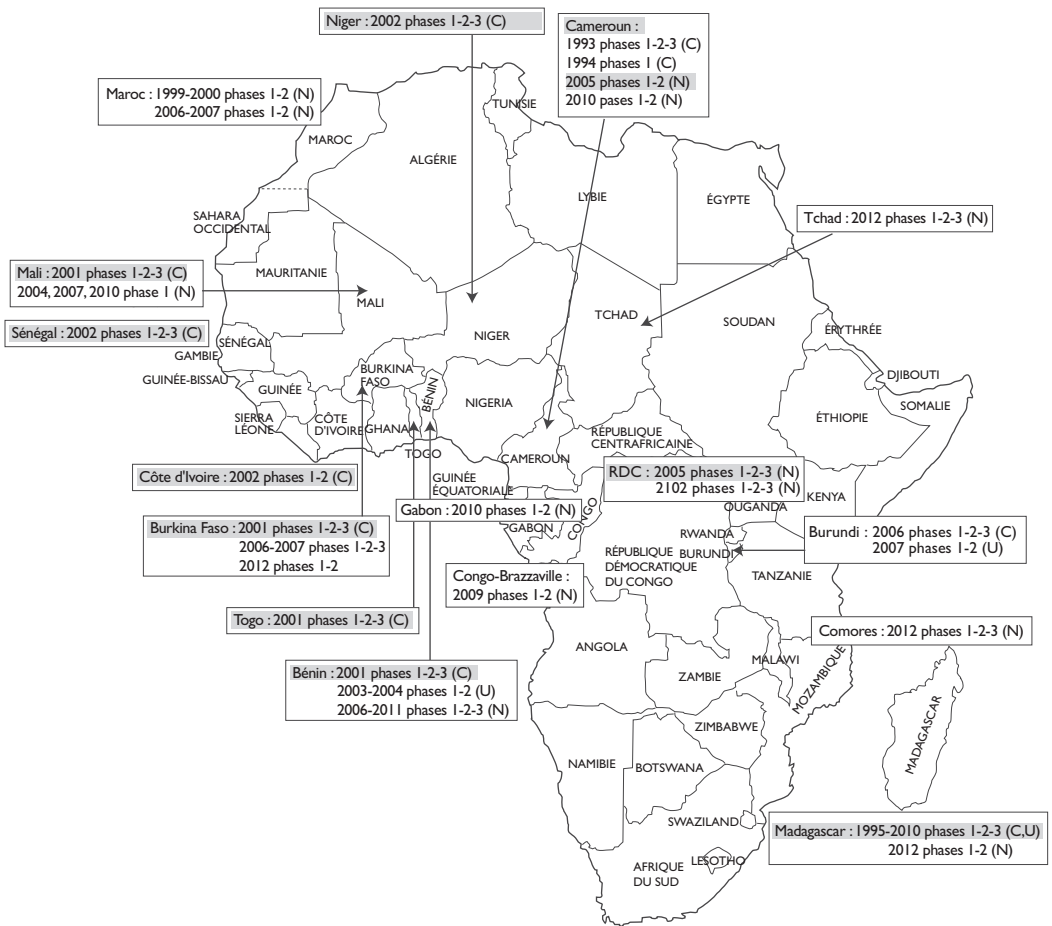 Niger : 2002 phases 1-2-3 (C)
Cameroun :
1993 phases 1-2-3 (C)
1994 phases 1 (C)
2005 phases 1-2 (N)
2010 pases 1-2 (N)
Maroc : 1999-2000 phases 1-2 (N)
2006-2007 phases 1-2 (N)
TUNISIE
MAROC
ALGÉRIE
LYBIE
ÉGYPTE
SAHARA
OCCIDENTAL
Tchad : 2012 phases 1-2-3 (N)
Mali : 2001 phases 1-2-3 (C)
2004, 2007, 2010 phase 1 (N)
MAURITANIE
MALI
NIGER
TCHAD
SOUDAN
ÉRYTHRÉE
Sénégal : 2002 phases 1-2-3 (C)
SÉNÉGAL
GAMBIE
GUINÉE-BISSAU
GUINÉE
SIERRA
LÉONE
CÔTE
D'IVOIRE
BURKINA
FASO
GHANA
BÉNIN
TOGO
NIGERIA
DJIBOUTI
SOMALIE
ÉTHIOPIE
RÉPUBLIQUE
CENTRAFRICAINE
CAMEROUN
GUINÉE
ÉQUATORIALE
Côte d'Ivoire : 2002 phases 1-2 (C)
RDC : 2005 phases 1-2-3 (N)
2102 phases 1-2-3 (N)
KENYA
OUGANDA
Gabon : 2010 phases 1-2 (N)
GABON
CONGO
Burkina Faso : 2001 phases 1-2-3 (C)
2006-2007 phases 1-2-3
2012 phases 1-2
RWANDA
BURUNDI
Burundi : 2006 phases 1-2-3 (C)
2007 phases 1-2 (U)
RÉPUBLIQUE
DÉMOCRATIQUE
DU CONGO
TANZANIE
Congo-Brazzaville :
2009 phases 1-2 (N)
Togo : 2001 phases 1-2-3 (C)
Comores : 2012 phases 1-2-3 (N)
ANGOLA
ZAMBIE
MALAWI
MOZAMBIQUE
Bénin : 2001 phases 1-2-3 (C)
2003-2004 phases 1-2 (U)
2006-2011 phases 1-2-3 (N)
ZIMBABWE
MADAGASCAR
NAMIBIE
BOTSWANA
SWAZILAND
Madagascar : 1995-2010 phases 1-2-3 (C,U)
2012 phases 1-2 (N)
LESOTHO
AFRIQUE
DU SUD